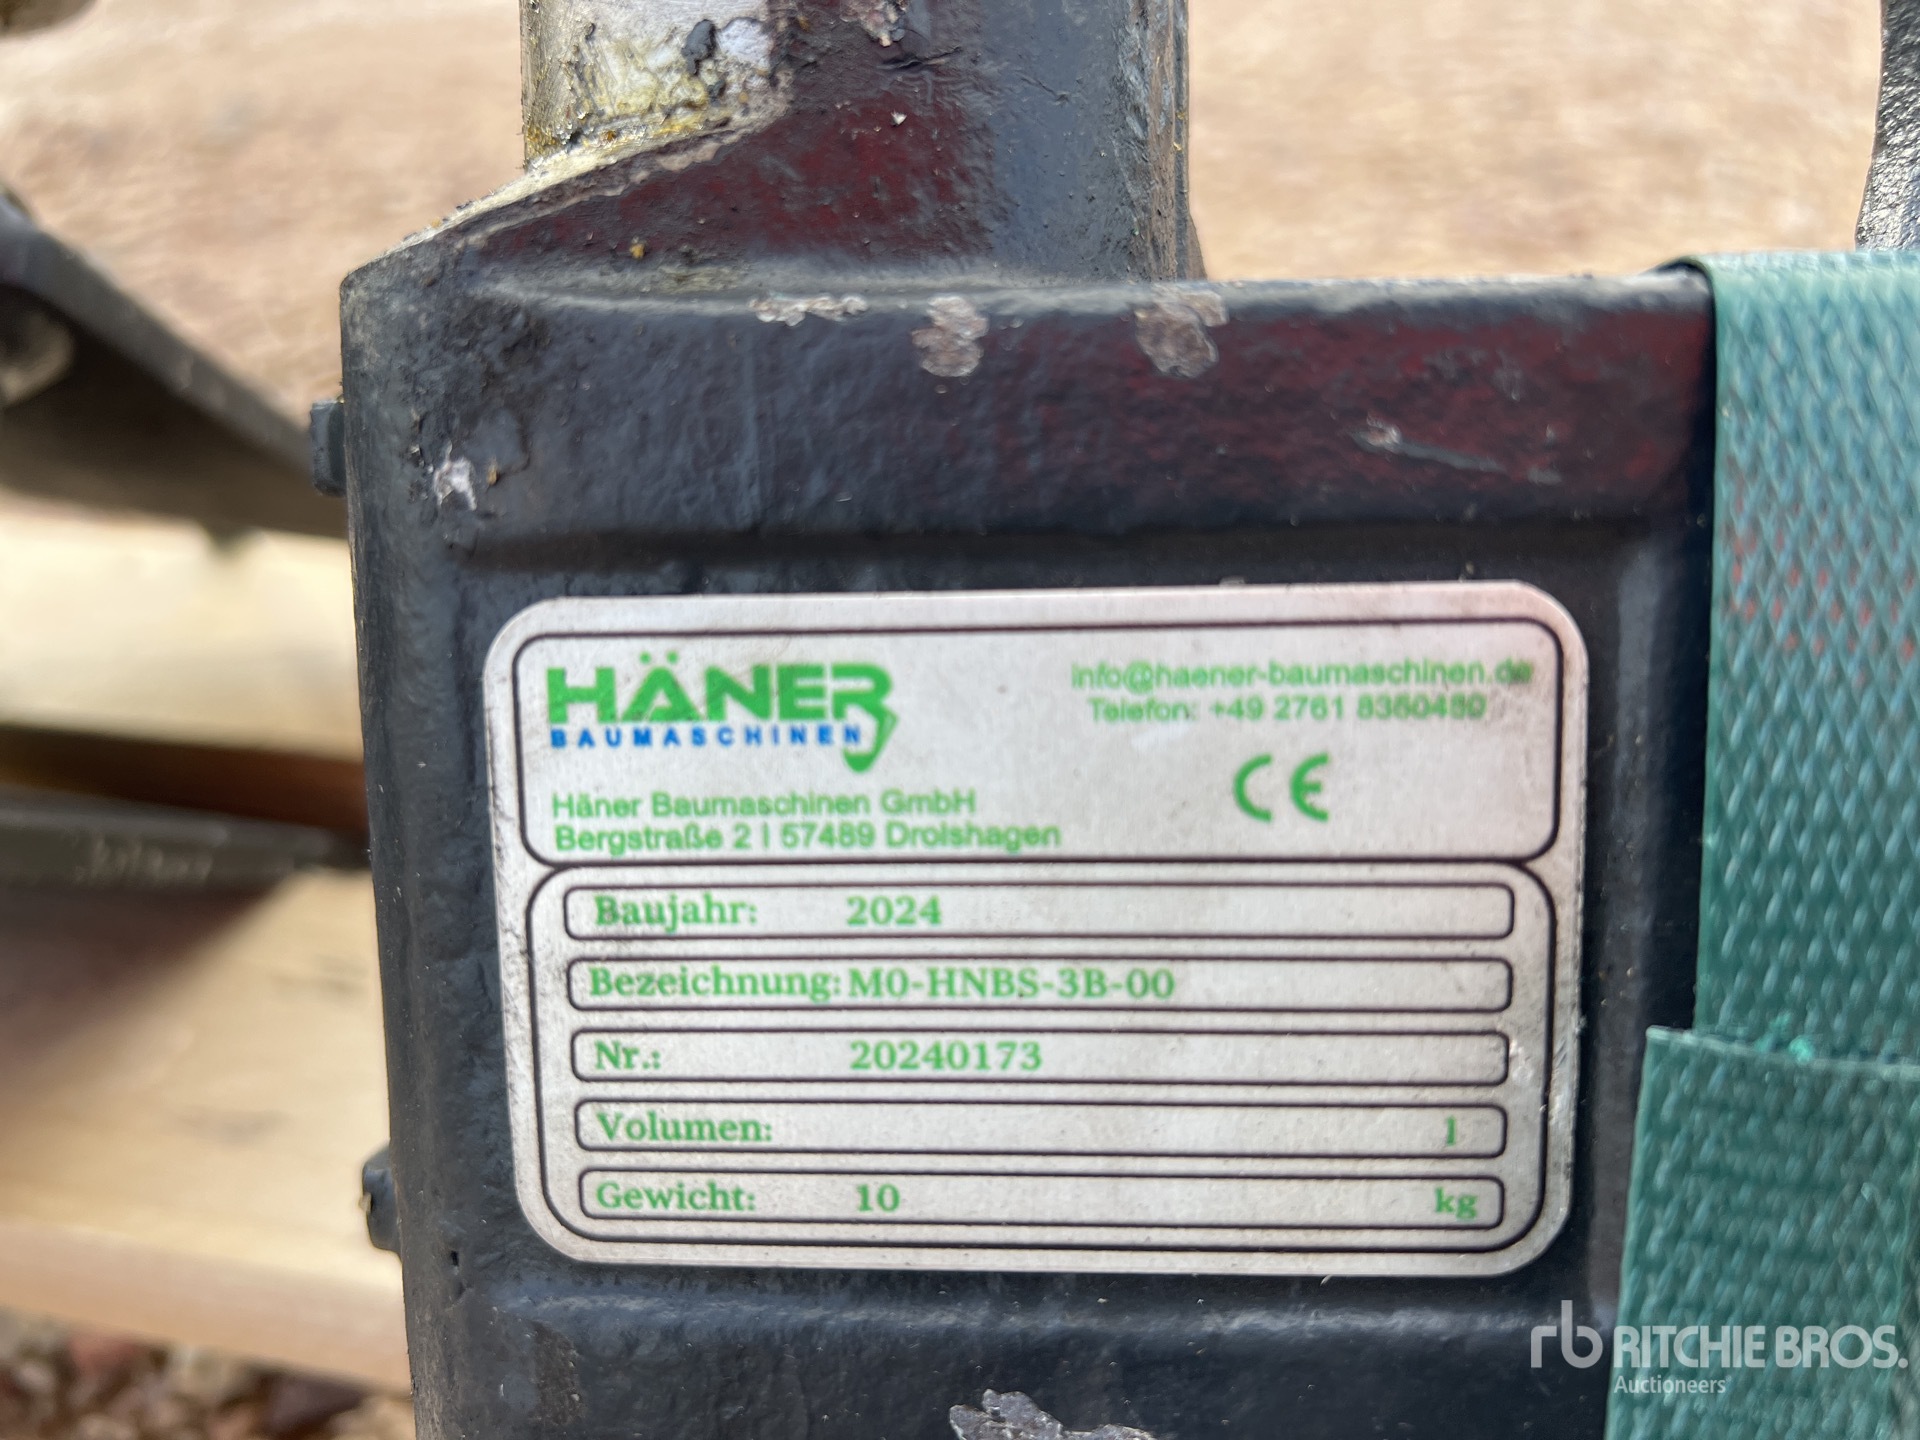 HÄNER
BAUMASCHINEN
info@haener-baumaschinen.de
Telefon: +49 2761 8350480
CE
Häner Baumaschinen GmbH
Bergstraße 2 | 57489 Drolshagen
Baujahr: 2024
Bezeichnung: M0-HNBS-3B-00
Nr.: 20240173
Volumen: l
Gewicht: 10 kg
rb RITCHIE BROS.
Auctioneers